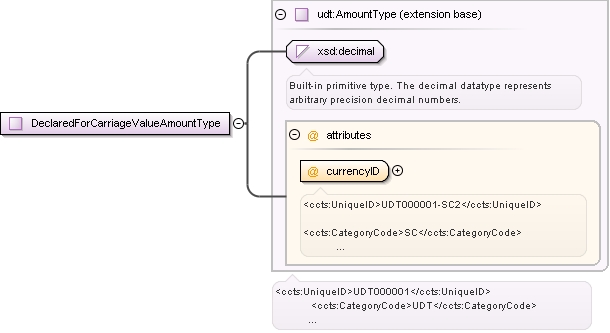 udt:AmountType (extension base)
xsd:decimal
Built-in primitive type. The decimal datatype represents
arbitrary precision decimal numbers.
DeclaredForCarriageValueAmountType
@ attributes
@ currencyID
<ccts:UniqueID>UDT000001-SC2</ccts:UniqueID>
<ccts:CategoryCode>SC</ccts:CategoryCode>
...
<ccts:UniqueID>UDT000001</ccts:UniqueID>
<ccts:CategoryCode>UDT</ccts:CategoryCode>
...